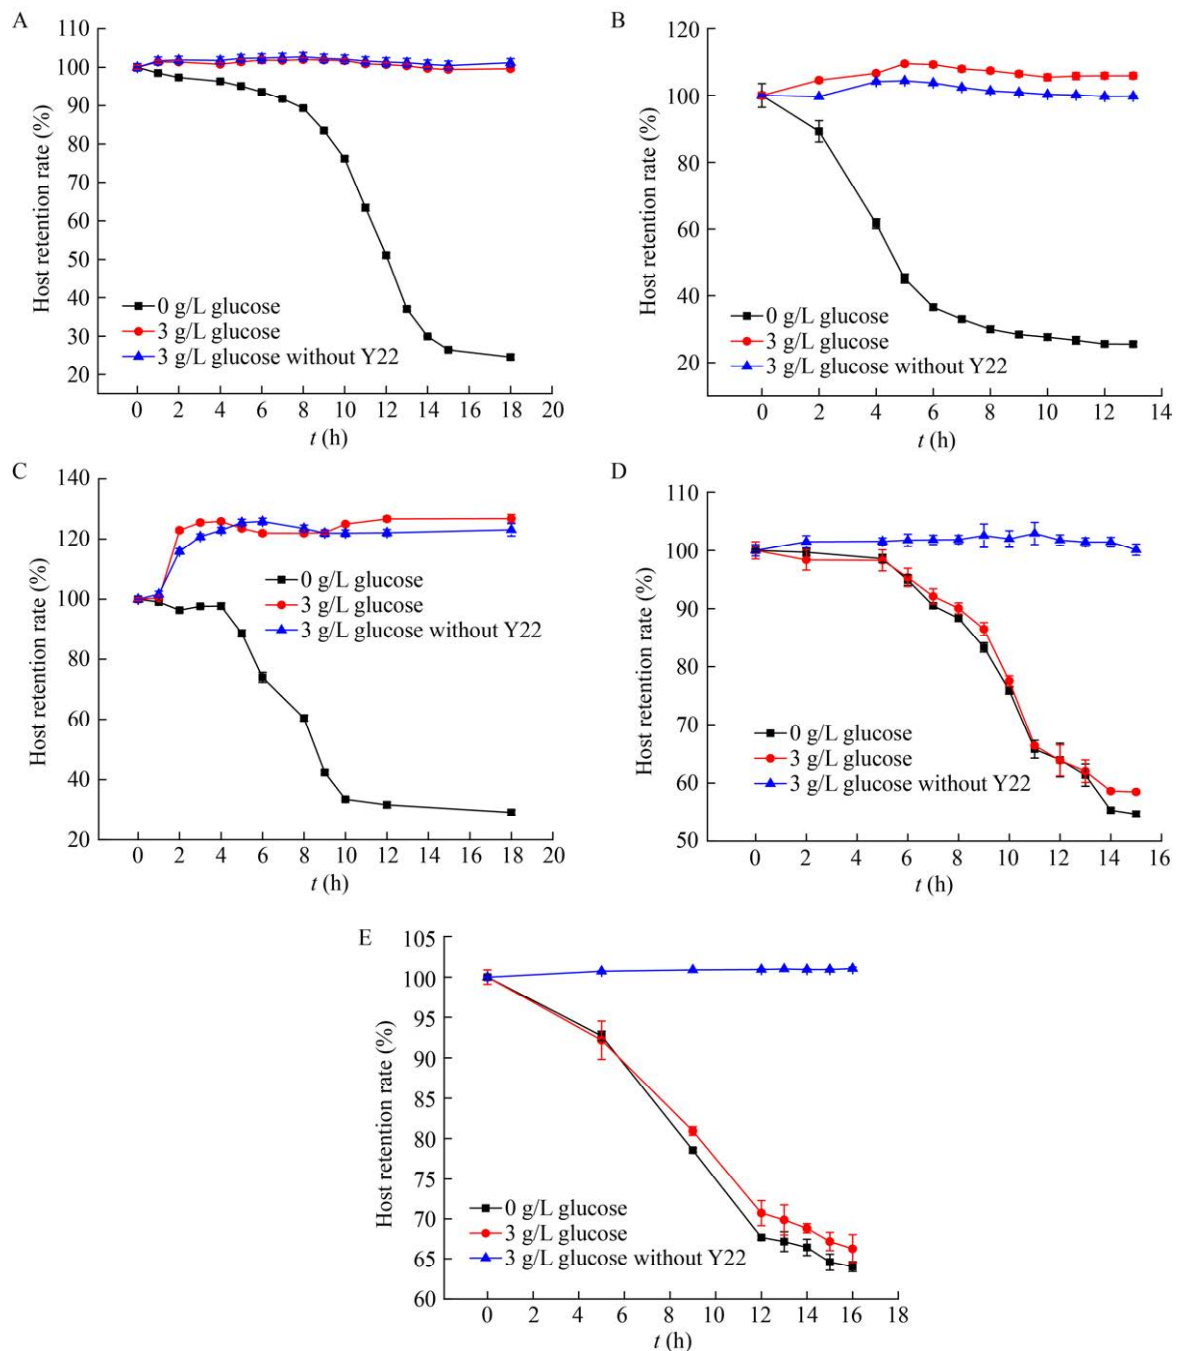 A
110
100
90
80
70
60
50
40
30
20
Host retention rate (%)
0 g/L glucose
3 g/L glucose
3 g/L glucose without Y22
0 2 4 6 8 10 12 14 16 18 20
t (h)
B
120
100
80
60
40
20
Host retention rate (%)
0 g/L glucose
3 g/L glucose
3 g/L glucose without Y22
0 2 4 6 8 10 12 14
t (h)
C
140
120
100
80
60
40
20
Host retention rate (%)
0 g/L glucose
3 g/L glucose
3 g/L glucose without Y22
0 2 4 6 8 10 12 14 16 18 20
t (h)
D
110
100
90
80
70
60
50
Host retention rate (%)
0 g/L glucose
3 g/L glucose
3 g/L glucose without Y22
0 2 4 6 8 10 12 14 16
t (h)
E
105
100
95
90
85
80
75
70
65
60
Host retention rate (%)
0 g/L glucose
3 g/L glucose
3 g/L glucose without Y22
0 2 4 6 8 10 12 14 16 18
t (h)